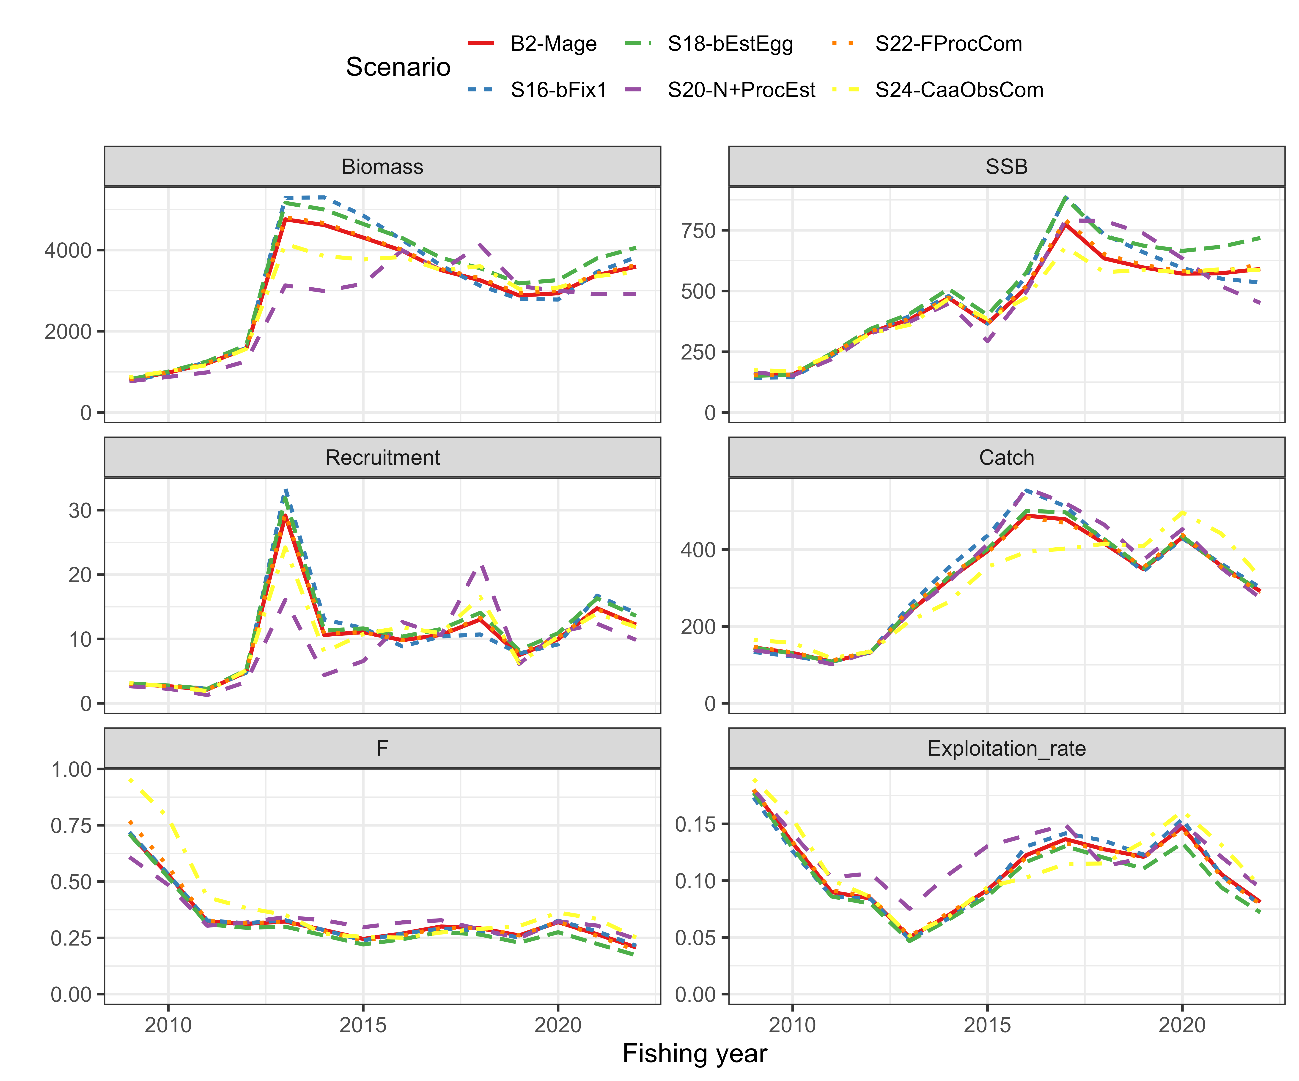 Scenario
B2-Mage
S18-bEstEgg
S22-FProcCom
S16-bFix1
S20-N+ProcEst
S24-CaaObsCom
Biomass
SSB
4000
2000
0
750
500
250
0
Recruitment
Catch
30
20
10
0
400
200
0
F
Exploitation_rate
1.00
0.75
0.50
0.25
0.00
0.15
0.10
0.05
0.00
2010 2015 2020
2010 2015 2020
Fishing year